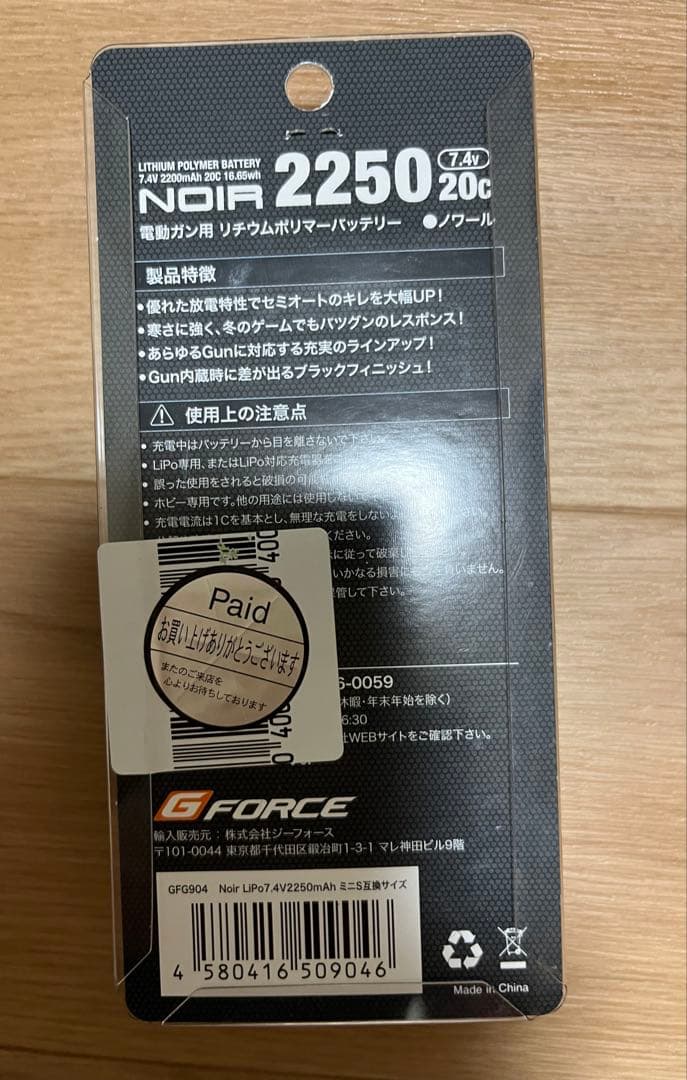 LITHIUM POLYMER BATTERY
7.4V 2200mAh 20C 16.65wh
NOIR 2250 7.4v 20c
電動ガン用 リチウムポリマーバッテリー ●ノワール
製品特徴
•優れた放電特性でセミオートのキレを大幅UP!
•寒さに強く、冬のゲームでもバツグンのレスポンス!
•あらゆるGunに対応する充実のラインアップ!
•Gun内蔵時に差が出るブラックフィニッシュ!
使用上の注意点
• 充電中はバッテリーから目を離さないで下さい
• LiPo専用、またはLiPo対応充電器を
• 誤った使用をされると破損の可能
• ホビー専用です。他の用途には使用しない
• 充電電流は1Cを基本とし、無理な充電をしない
ください。
に従って破棄し
いかなる損害に
いません。
管して下さい。
Paid
お買い上げありがとうございます
またのご来店を
心よりお待ちしております
6-0059
休暇・年末年始を除く)
6:30
WEBサイトをご確認下さい。
G FORCE
輸入販売元：株式会社ジーフォース
〒101-0044 東京都千代田区鍛冶町1-3-1 マレ神田ビル9階
GFG904 Noir LiPo7.4V2250mAh ミニS互換サイズ
4 580416 509046
Made in China